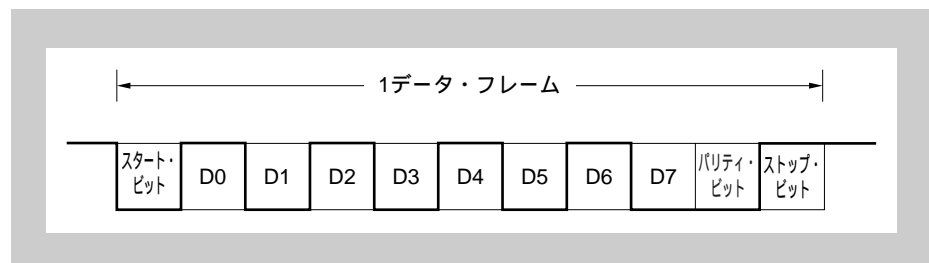 1データ・フレーム
スタート・
ビット
D0
D1
D2
D3
D4
D5
D6
D7
パリティ・
ビット
ストップ・
ビット